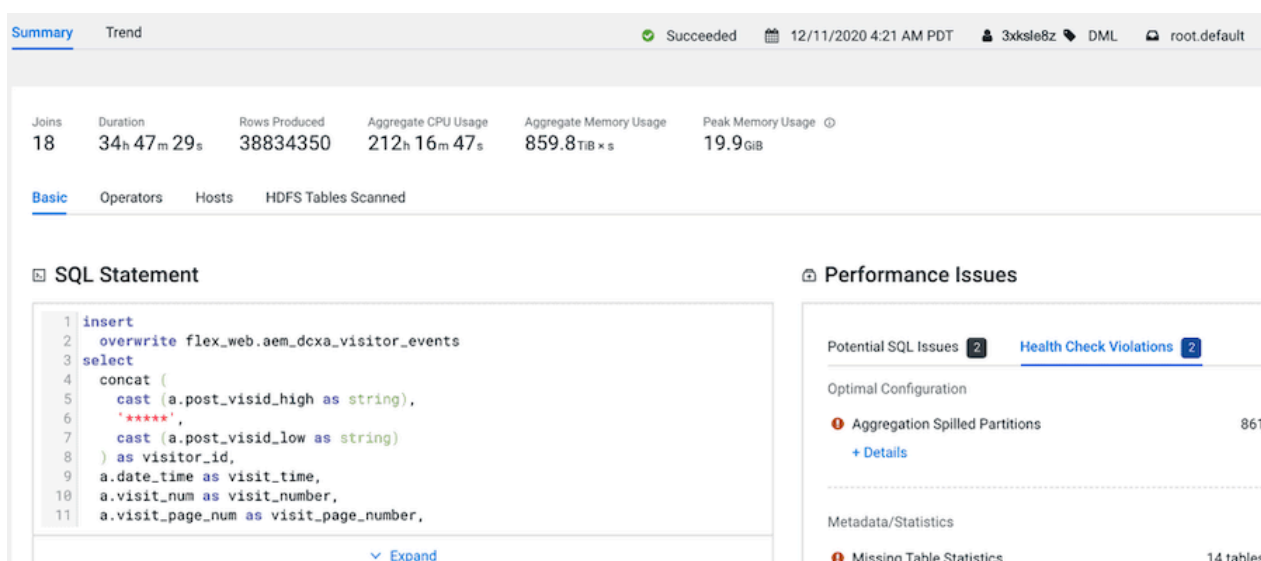 Summary Trend Succeeded 12/11/2020 4:21 AM PDT 3xksle8z DML root.default
Joins Duration Rows Produced Aggregate CPU Usage Aggregate Memory Usage Peak Memory Usage
18 34h 47m 29s 38834350 212h 16m 47s 859.8TiB × s 19.9GiB
Basic Operators Hosts HDFS Tables Scanned
SQL Statement
1 insert
2 overwrite flex_web.aem_dcxa_visitor_events
3 select
4 concat (
5 cast (a.post_visid_high as string),
6 '*****',
7 cast (a.post_visid_low as string)
8 ) as visitor_id,
9 a.date_time as visit_time,
10 a.visit_num as visit_number,
11 a.visit_page_num as visit_page_number,
Expand
Performance Issues
Potential SQL Issues 2 Health Check Violations 2
Optimal Configuration
Aggregation Spilled Partitions 861
+ Details
Metadata/Statistics
Missing Table Statistics 14 tables